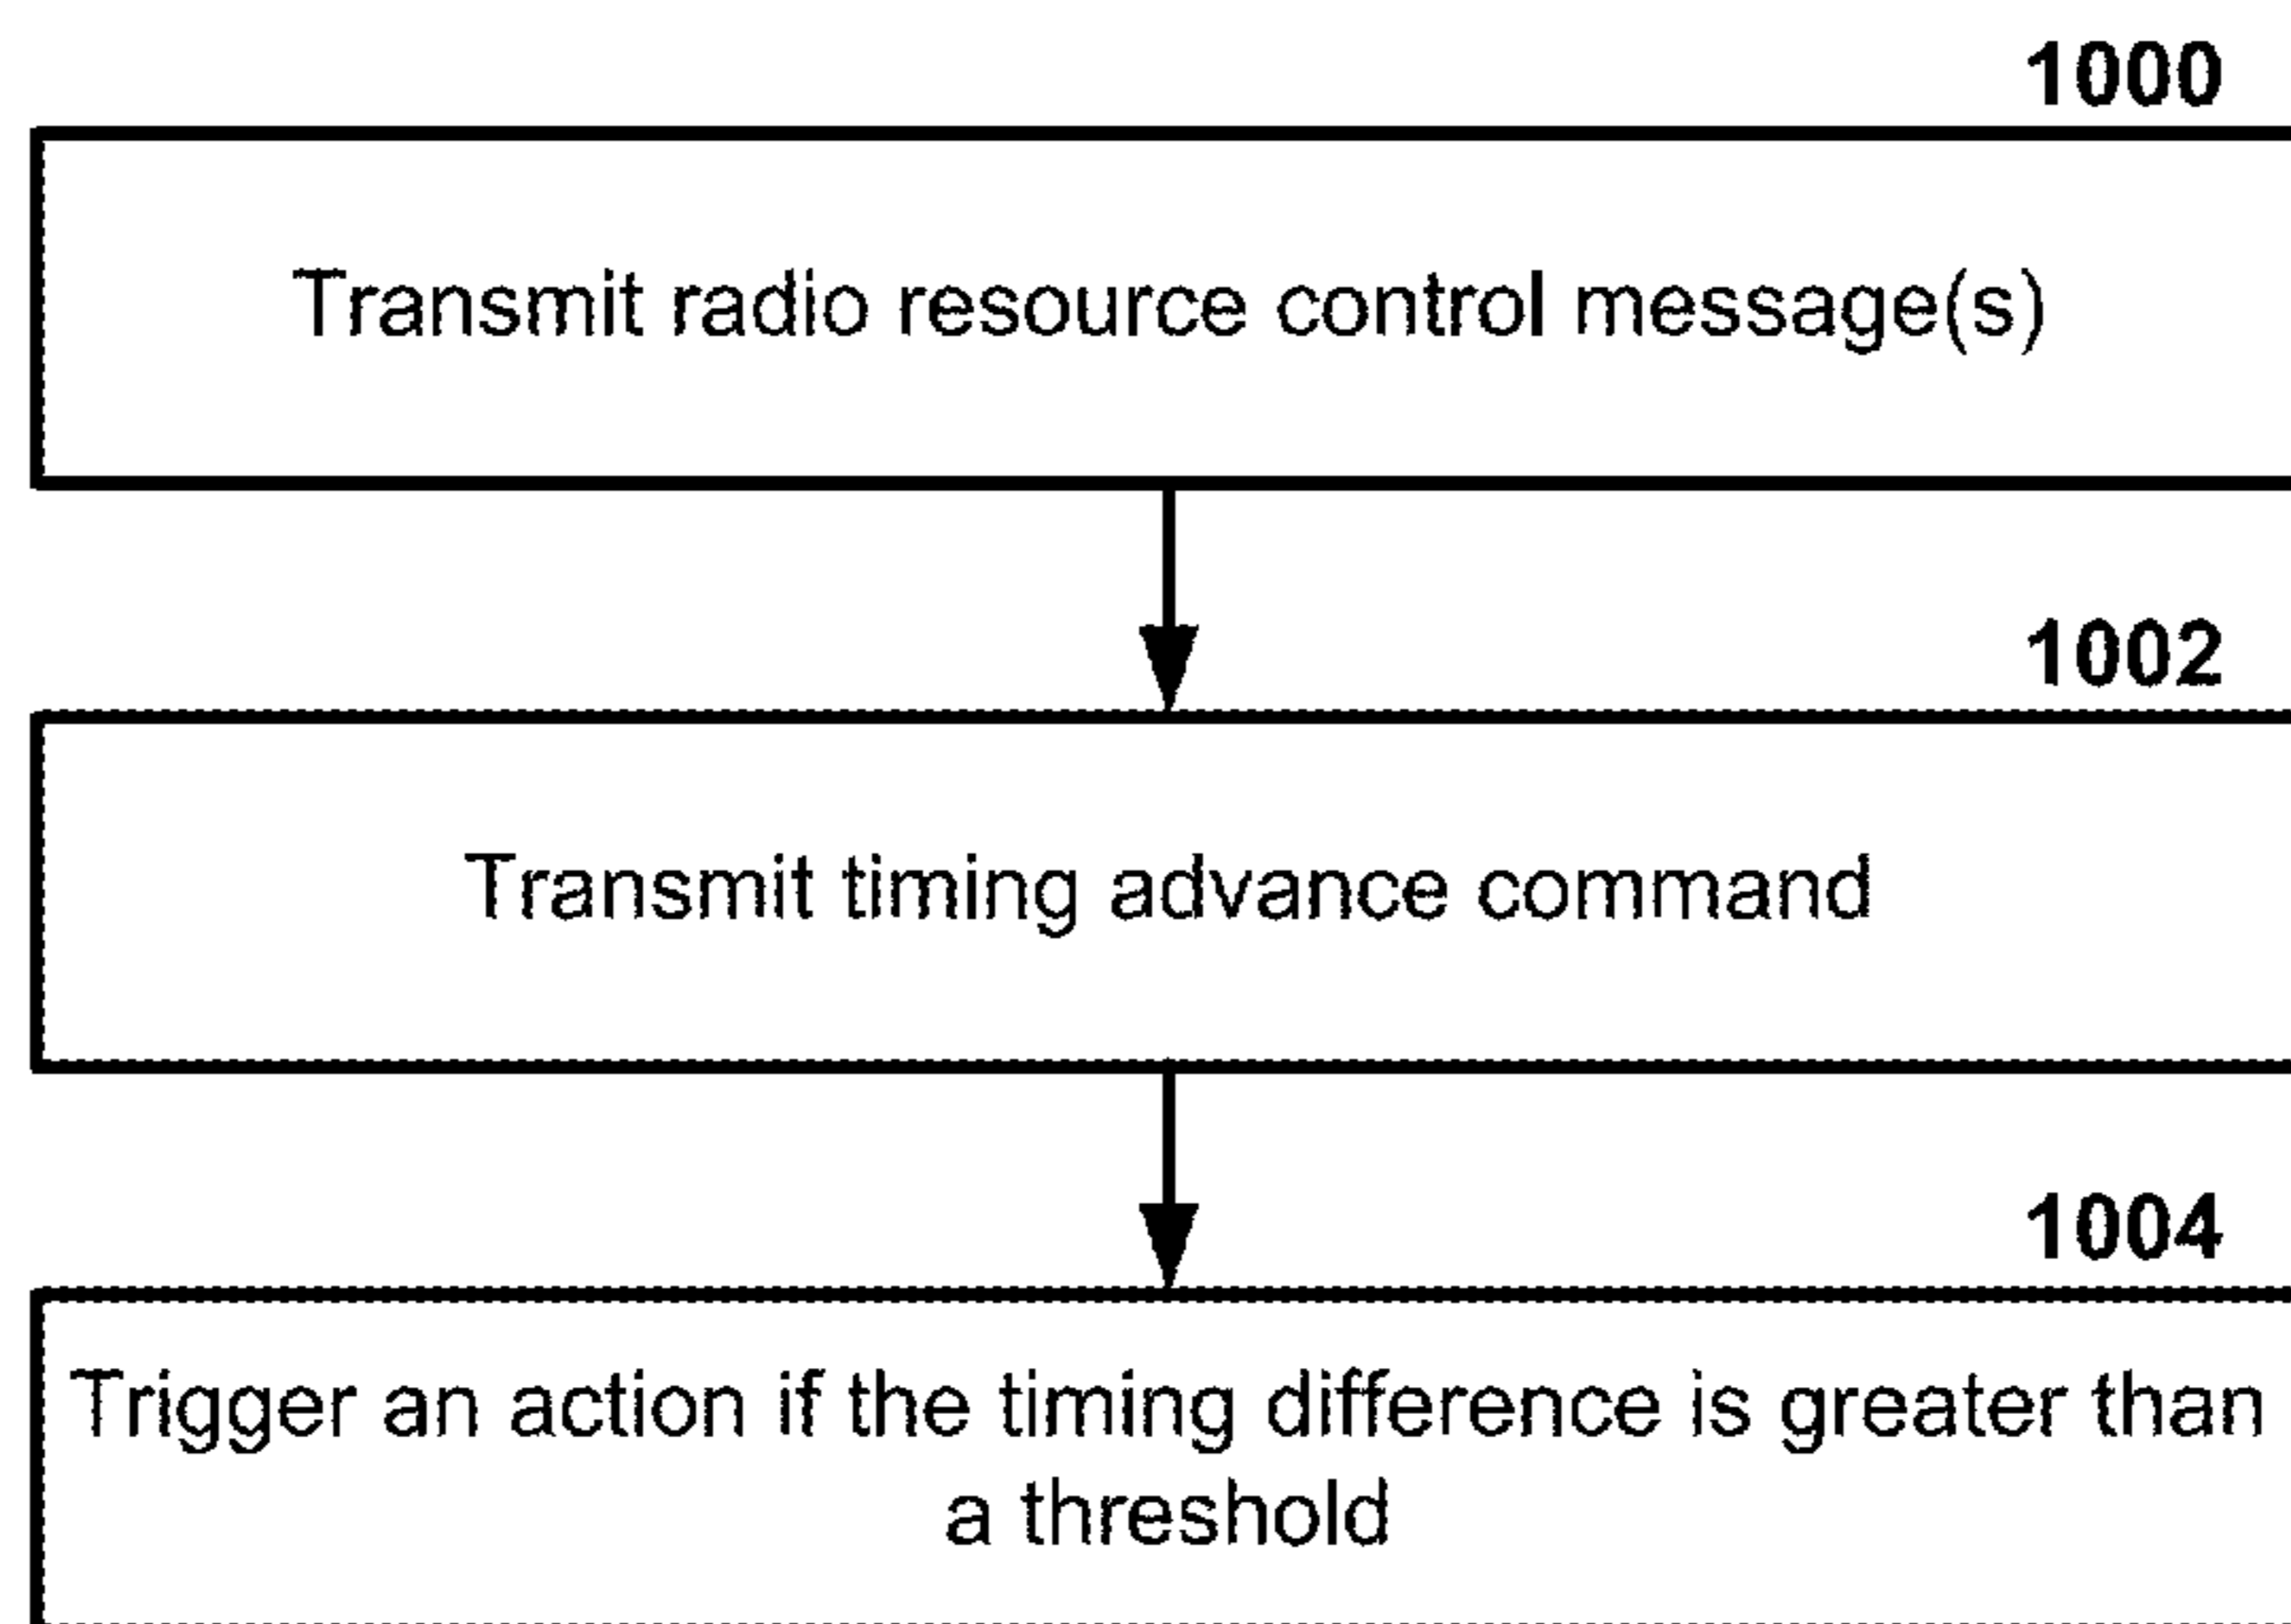 1000
Transmit radio resource control message(s)
1002
Transmit timing advance command
1004
Trigger an action if the timing difference is greater than
a threshold